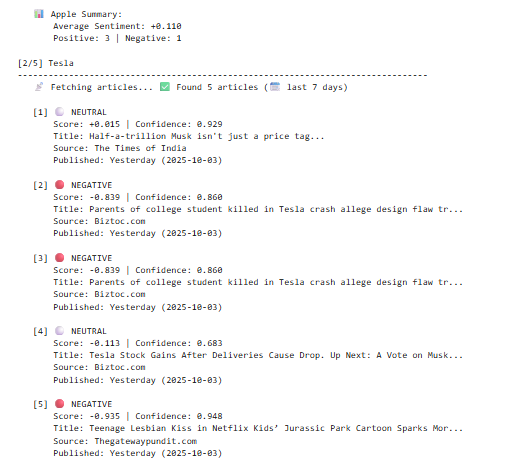 Apple Summary:
Average Sentiment: +0.110
Positive: 3 | Negative: 1
[2/5] Tesla
--------------------------------------------------------------------------------
Fetching articles... ✅ Found 5 articles (🗓️ last 7 days)
[1] ⚪ NEUTRAL
Score: +0.015 | Confidence: 0.929
Title: Half-a-trillion Musk isn't just a price tag...
Source: The Times of India
Published: Yesterday (2025-10-03)
[2] 🔴 NEGATIVE
Score: -0.839 | Confidence: 0.860
Title: Parents of college student killed in Tesla crash allege design flaw tr...
Source: Biztoc.com
Published: Yesterday (2025-10-03)
[3] 🔴 NEGATIVE
Score: -0.839 | Confidence: 0.860
Title: Parents of college student killed in Tesla crash allege design flaw tr...
Source: Biztoc.com
Published: Yesterday (2025-10-03)
[4] ⚪ NEUTRAL
Score: -0.113 | Confidence: 0.683
Title: Tesla Stock Gains After Deliveries Cause Drop. Up Next: A Vote on Musk...
Source: Biztoc.com
Published: Yesterday (2025-10-03)
[5] 🔴 NEGATIVE
Score: -0.935 | Confidence: 0.948
Title: Teenage Lesbian Kiss in Netflix Kids’ Jurassic Park Cartoon Sparks Mor...
Source: Thegatewaypundit.com
Published: Yesterday (2025-10-03)